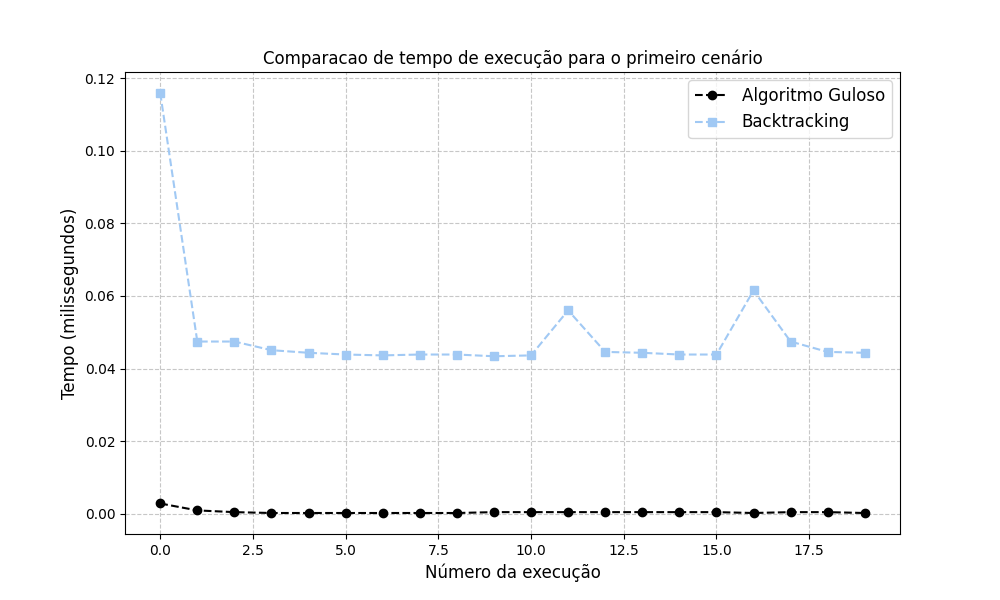 Comparacao de tempo de execução para o primeiro cenário
Algoritmo Guloso
Backtracking
Tempo (milissegundos)
0.12
0.10
0.08
0.06
0.04
0.02
0.00
0.0 2.5 5.0 7.5 10.0 12.5 15.0 17.5
Número da execução